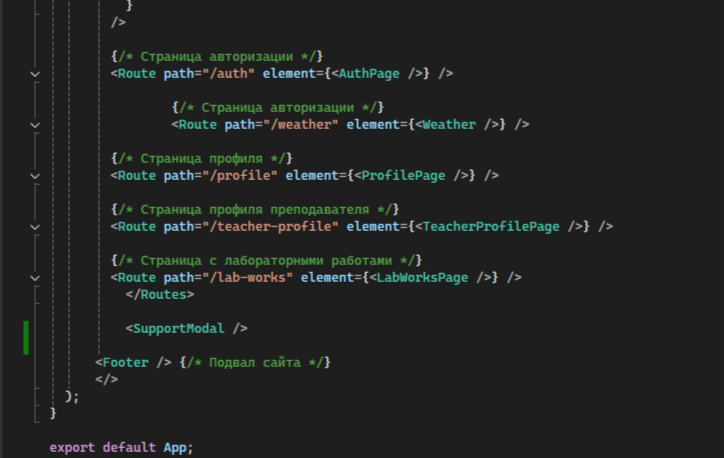 }
/>
{/* Страница авторизации */}
<Route path="/auth" element={<AuthPage />} />
{/* Страница авторизации */}
<Route path="/weather" element={<Weather />} />
{/* Страница профиля */}
<Route path="/profile" element={<ProfilePage />} />
{/* Страница профиля преподавателя */}
<Route path="/teacher-profile" element={<TeacherProfilePage />} />
{/* Страница с лабораторными работами */}
<Route path="/lab-works" element={<LabWorksPage />} />
</Routes>
<SupportModal />
<Footer /> {/* Подвал сайта */}
</>
);
}
export default App;